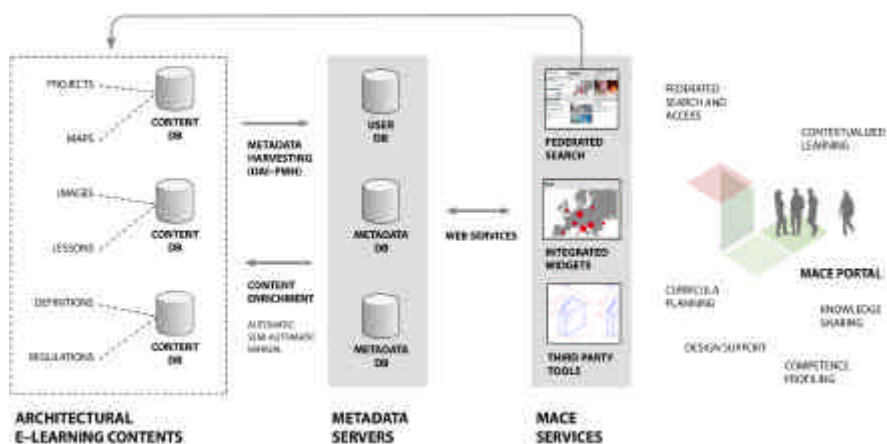 PROJECTS
MAPS
CONTENT
DB
IMAGES
LESSONS
CONTENT
DB
DEFINITIONS
REGULATIONS
CONTENT
DB
ARCHITECTURAL
E-LEARNING CONTENTS
METADATA
HARVESTING
(OAI-PMH)
CONTENT
ENRICHMENT
AUTOMATIC
SEMI-AUTOMATIC
MANUAL
USER
DB
METADATA
DB
METADATA
DB
METADATA
SERVERS
WEB SERVICES
FEDERATED
SEARCH
INTEGRATED
WIDGETS
THIRD PARTY
TOOLS
MACE
SERVICES
FEDERATED
SEARCH AND
ACCESS
CONTEXTUALIZED
LEARNING
MACE PORTAL
CURRICULA
PLANNING
KNOWLEDGE
SHARING
DESIGN SUPPORT
COMPETENCE
PROFILING